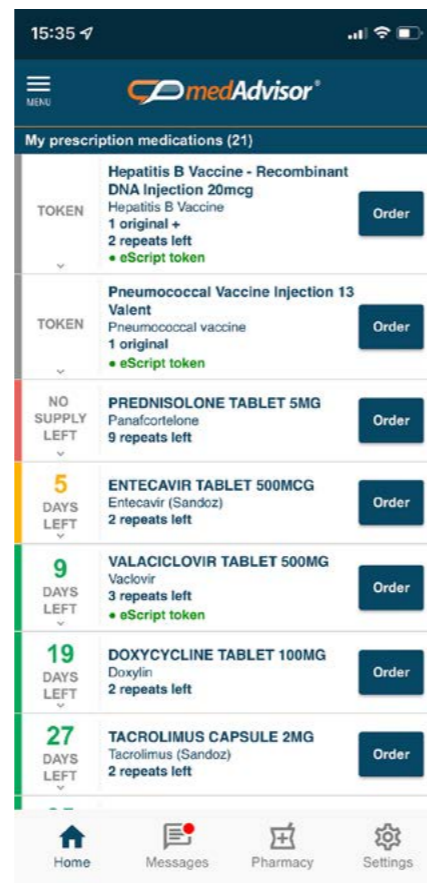 15:35
MENU
medAdvisor®
My prescription medications (21)
TOKEN
Hepatitis B Vaccine - Recombinant
DNA Injection 20mcg
Hepatitis B Vaccine
1 original +
2 repeats left
• eScript token
Order
TOKEN
Pneumococcal Vaccine Injection 13
Valent
Pneumococcal vaccine
1 original
• eScript token
Order
NO
SUPPLY
LEFT
PREDNISOLONE TABLET 5MG
Panafcortelone
9 repeats left
Order
5
DAYS
LEFT
ENTECAVIR TABLET 500MCG
Entecavir (Sandoz)
2 repeats left
Order
9
DAYS
LEFT
VALACICLOVIR TABLET 500MG
Vaclovir
3 repeats left
• eScript token
Order
19
DAYS
LEFT
DOXYCYCLINE TABLET 100MG
Doxylin
2 repeats left
Order
27
DAYS
LEFT
TACROLIMUS CAPSULE 2MG
Tacrolimus (Sandoz)
2 repeats left
Order
Home
Messages
Pharmacy
Settings